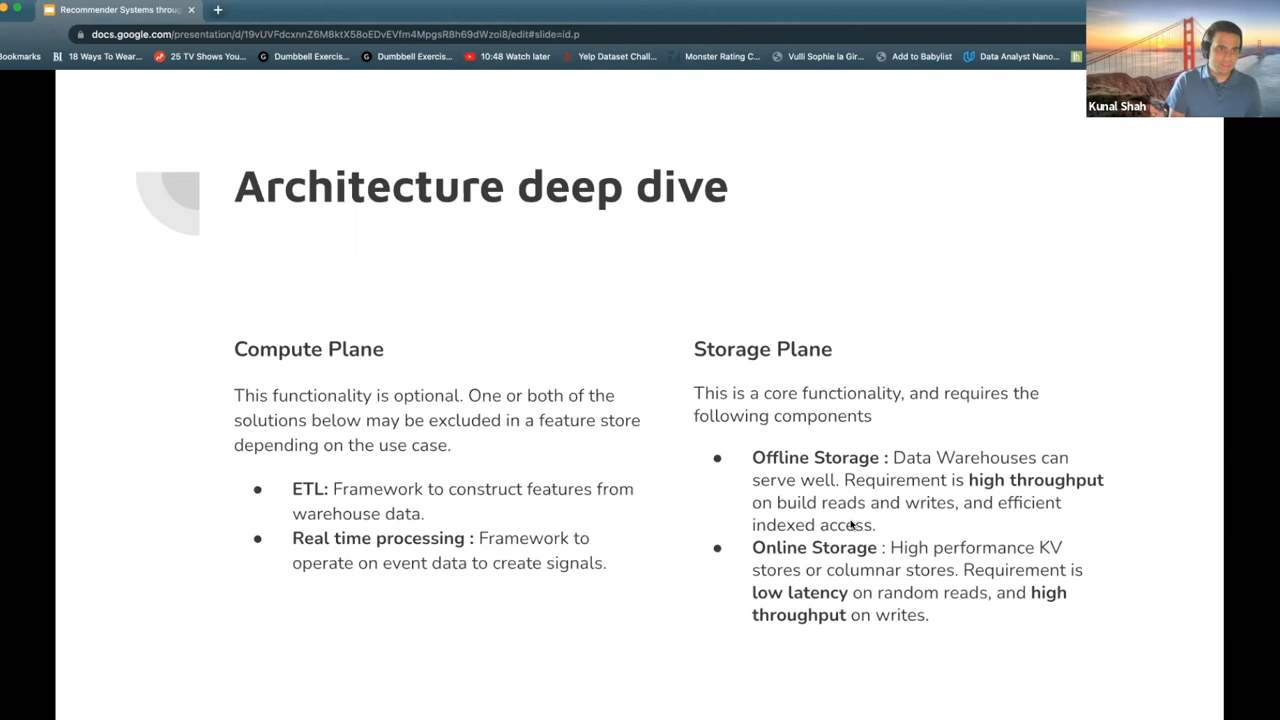 Recommender Systems throu
docs.google.com/presentation/d/19vUVFdcxnnZ6M8ktX58oEDvEVfm4MpgsR8h69dWzoi8/edit#slide=id.p
Bookmarks
18 Ways To Wear...
25 TV Shows You...
Dumbbell Exercis...
Dumbbell Exercis...
10:48 Watch later
Yelp Dataset Chall...
Monster Rating C...
Vulli Sophie la Gir...
Add to Babylist
Data Analyst Nano...
Kunal Shah
Architecture deep dive
Compute Plane
This functionality is optional. One or both of the
solutions below may be excluded in a feature store
depending on the use case.
● ETL: Framework to construct features from
warehouse data.
● Real time processing : Framework to
operate on event data to create signals.
Storage Plane
This is a core functionality, and requires the
following components
● Offline Storage : Data Warehouses can
serve well. Requirement is high throughput
on build reads and writes, and efficient
indexed access.
● Online Storage : High performance KV
stores or columnar stores. Requirement is
low latency on random reads, and high
throughput on writes.